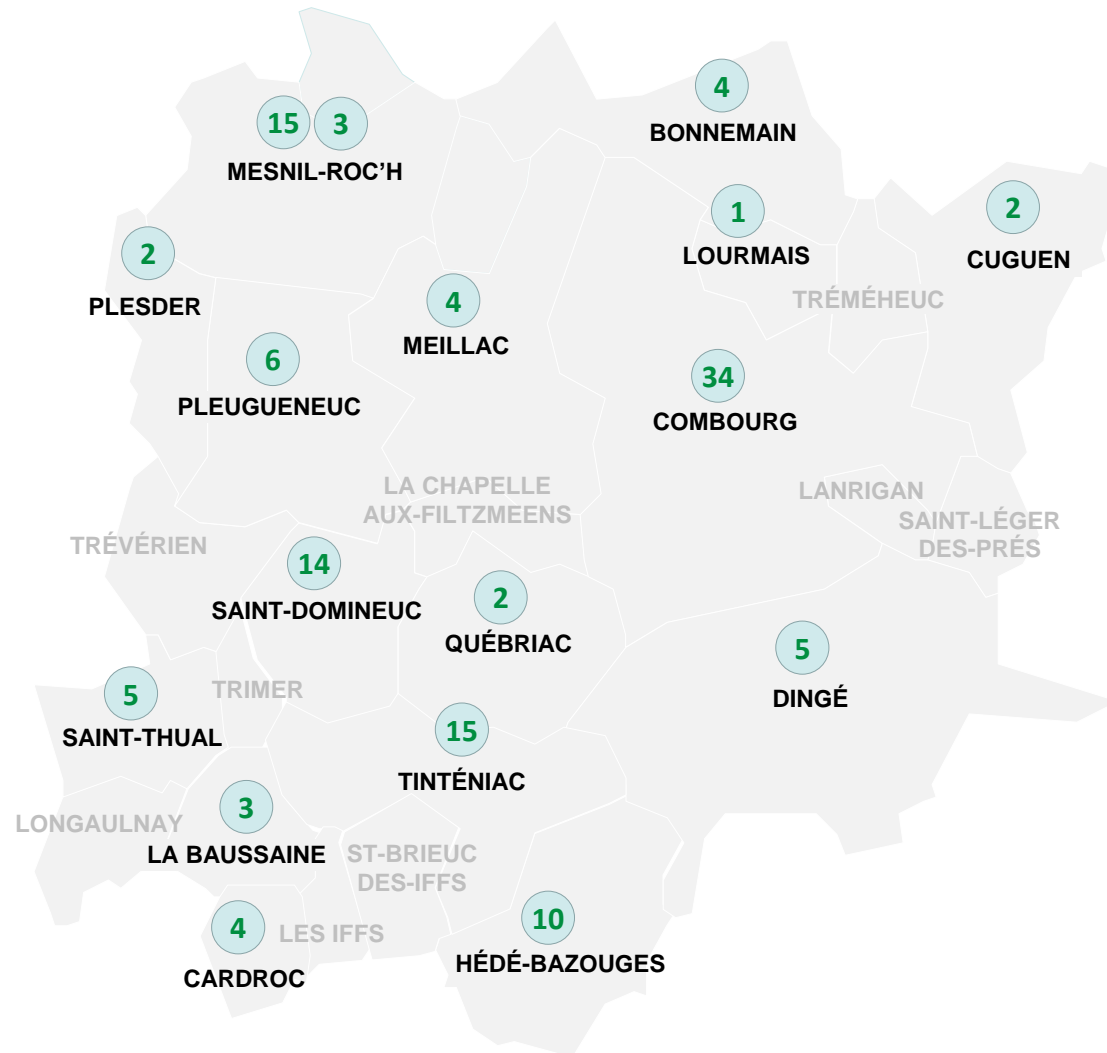 4
BONNEMAIN
15 3
MESNIL-ROC’H
1
LOURMAIS
2
CUGUEN
TRÉMÉHEUC
2
PLESDER
4
MEILLAC
6
PLEUGUENEUC
34
COMBOURG
LA CHAPELLE
AUX-FILTZMEENS
LANRIGAN
SAINT-LÉGER
DES-PRÉS
TRÉVÉRIEN
14
SAINT-DOMINEUC
2
QUÉBRIAC
5
DINGÉ
TRIMER
5
SAINT-THUAL
15
TINTÉNIAC
LONGAULNAY
3
LA BAUSSAINE
ST-BRIEUC
DES-IFFS
4
CARDROC
LES IFFS
10
HÉDÉ-BAZOUGES